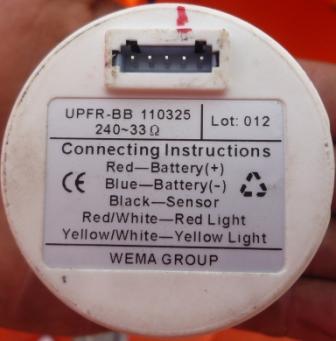 UPFR-BB 110325
240~33Ω
Lot: 012
Connecting Instructions
Red—Battery(+)
CE
Blue—Battery(-)
Black—Sensor
Red/White—Red Light
Yellow/White—Yellow Light
WEMA GROUP